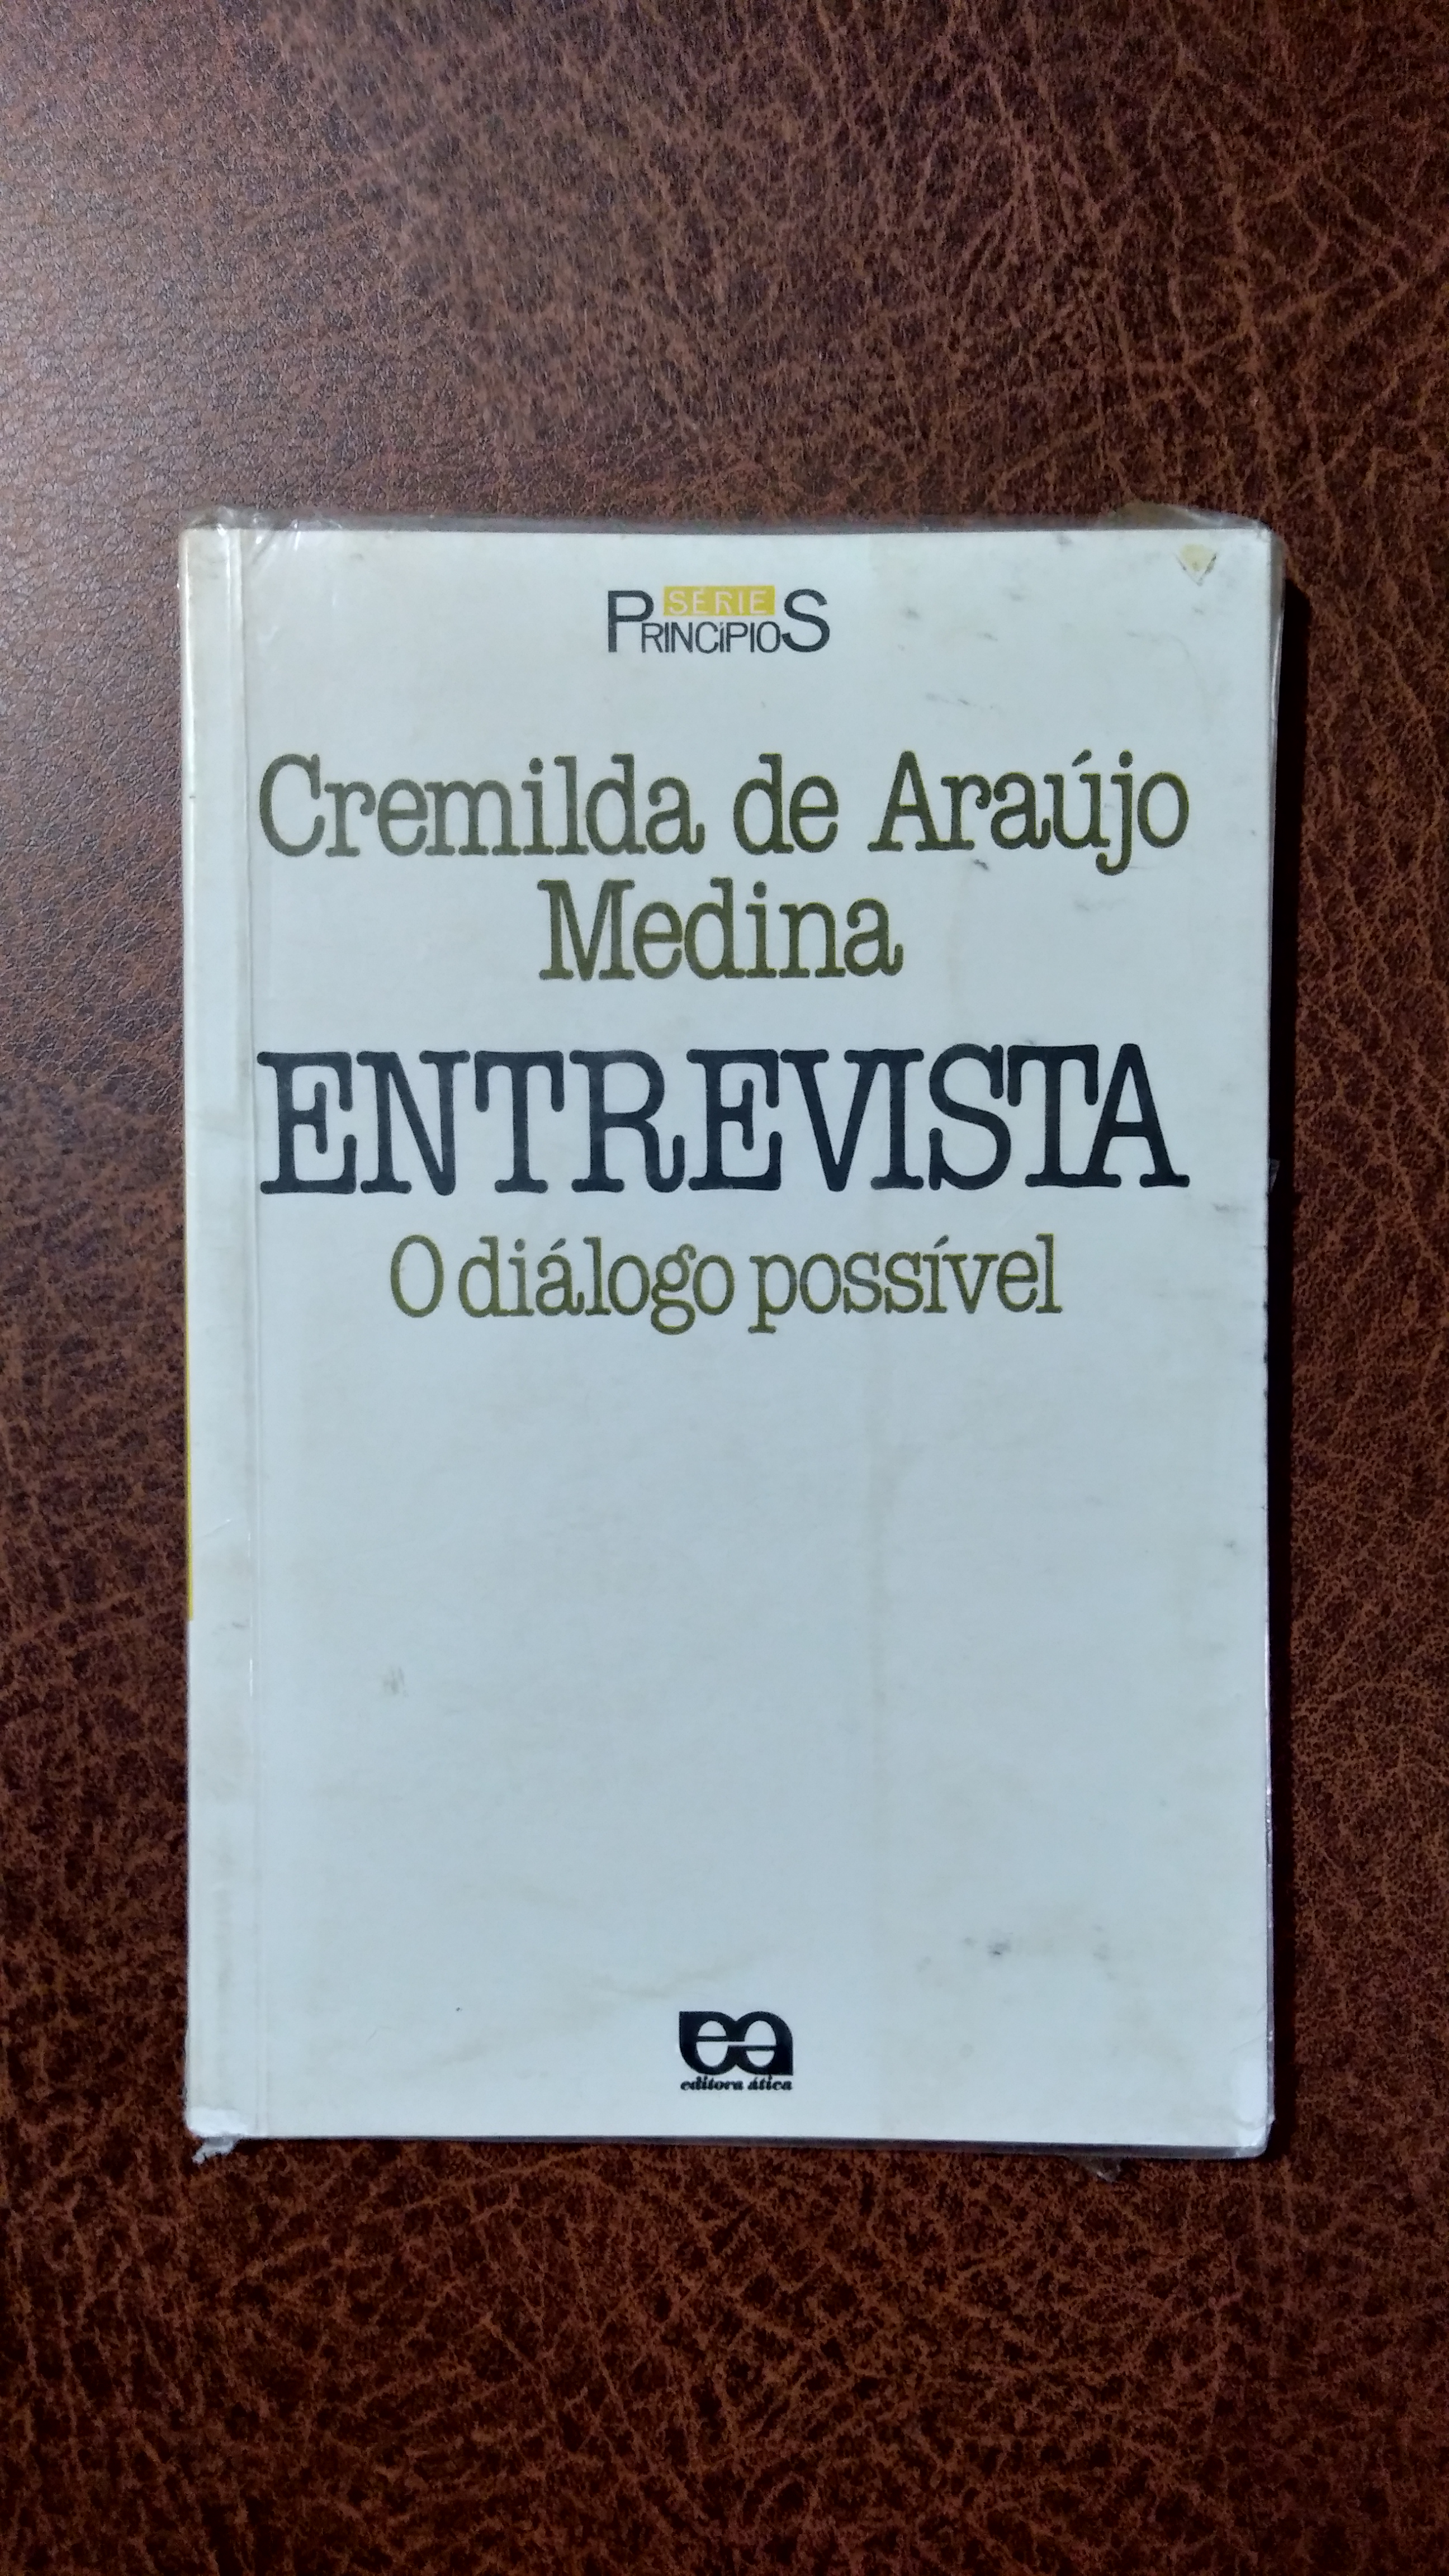 SÉRIE
PRINCÍPIOS
Cremilda de Araújo
Medina
ENTREVISTA
O diálogo possível
ea
editora ática